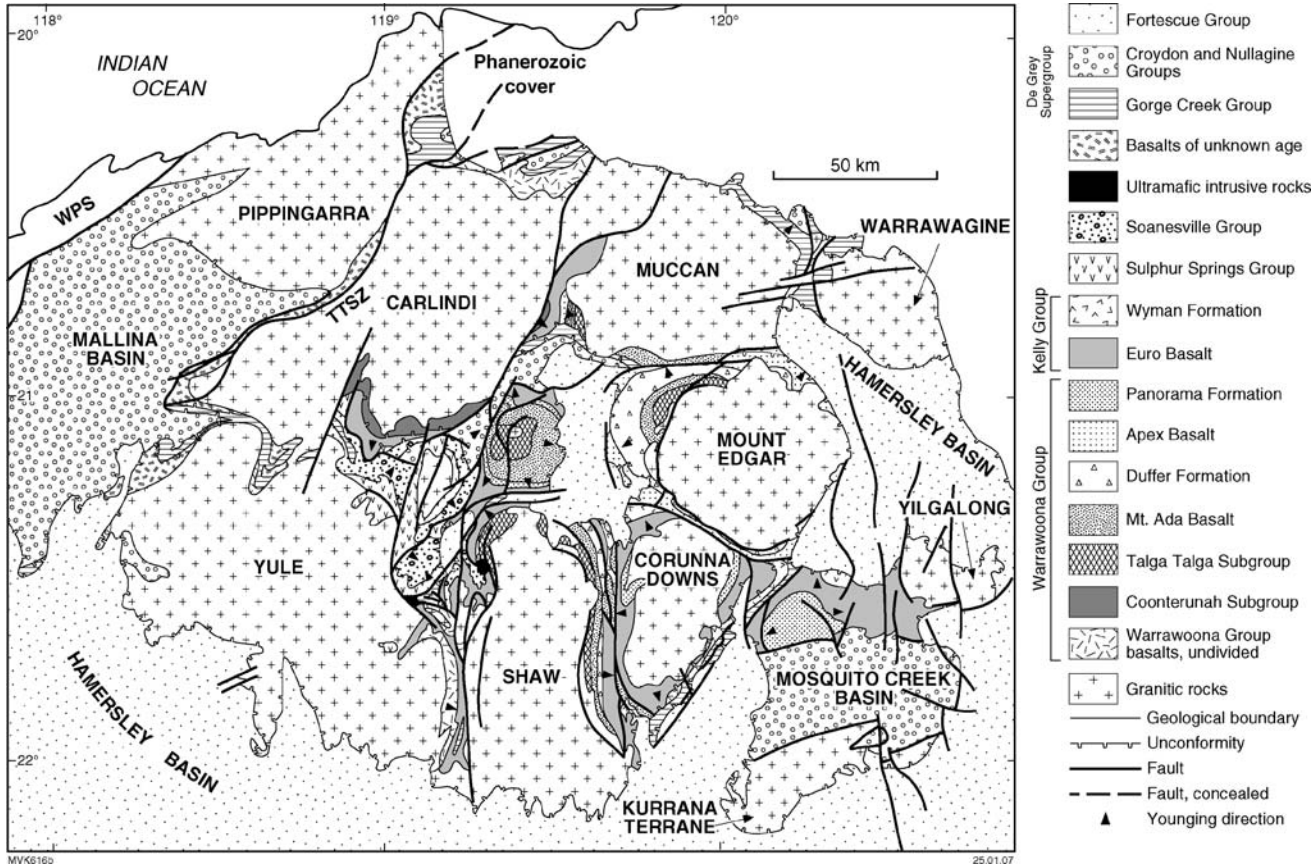 118°
119°
120°
20°
INDIAN
OCEAN
Phanerozoic
cover
50 km
WPS
PIPPINGARRA
WARRAWAGINE
MUCCAN
CARLINDI
TTSZ
MALLINA
BASIN
HAMERSLEY BASIN
21
MOUNT
EDGAR
YILGALONG
YULE
CORUNNA
DOWNS
SHAW
MOSQUITO CREEK
BASIN
HAMERSLEY BASIN
22°
KURRANA
TERRANE
MVK616b
25.01.07
De Grey
Supergroup
Kelly Group
Warrawoona Group
Fortescue Group
Croydon and Nullagine
Groups
Gorge Creek Group
Basalts of unknown age
Ultramafic intrusive rocks
Soanesville Group
Sulphur Springs Group
Wyman Formation
Euro Basalt
Panorama Formation
Apex Basalt
Duffer Formation
Mt. Ada Basalt
Talga Talga Subgroup
Coonterunah Subgroup
Warrawoona Group
basalts, undivided
Granitic rocks
Geological boundary
Unconformity
Fault
Fault, concealed
Younging direction